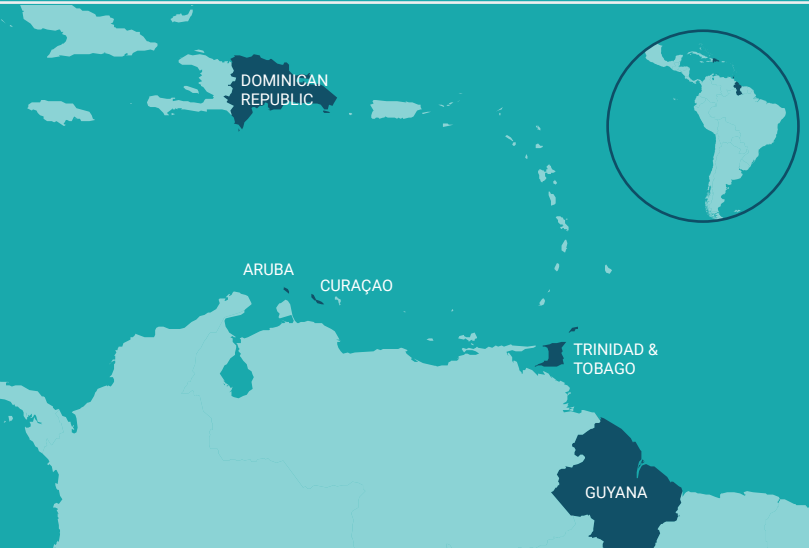 DOMINICAN
REPUBLIC
ARUBA
CURAÇAO
TRINIDAD &
TOBAGO
GUYANA